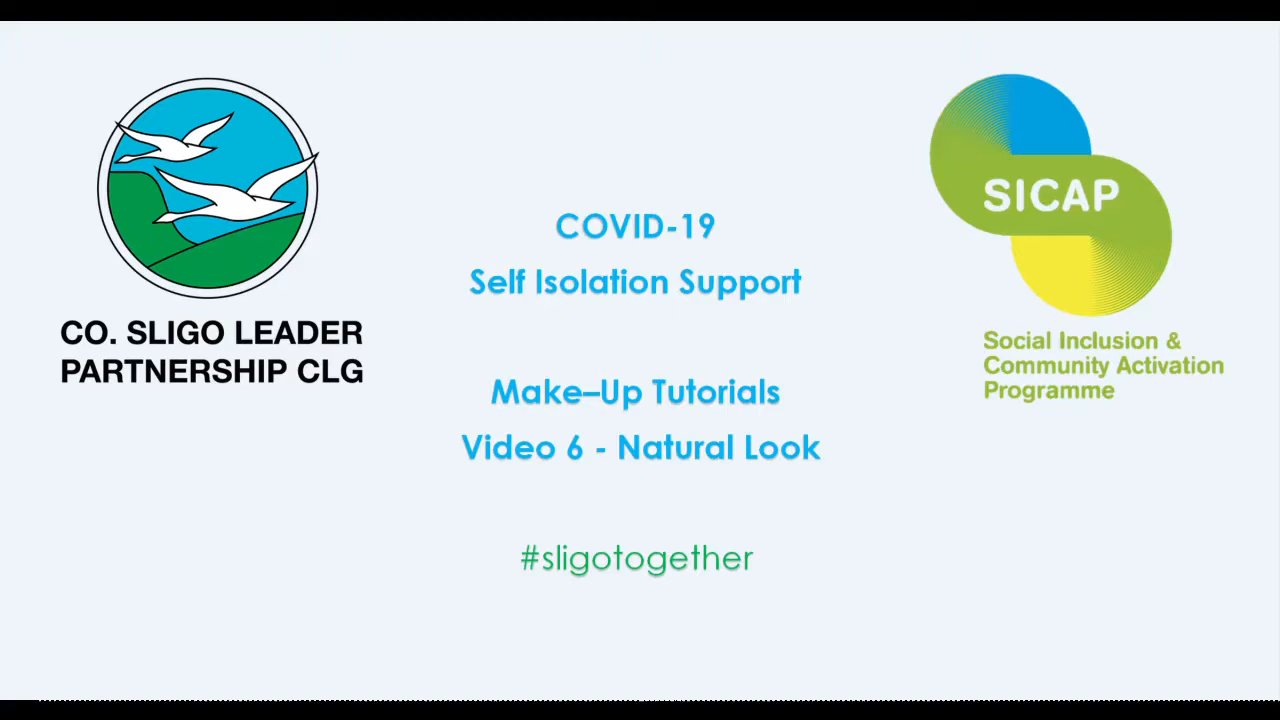 CO. SLIGO LEADER
PARTNERSHIP CLG
COVID-19
Self Isolation Support
Make–Up Tutorials
Video 6 - Natural Look
#sligotogether
SICAP
Social Inclusion &
Community Activation
Programme